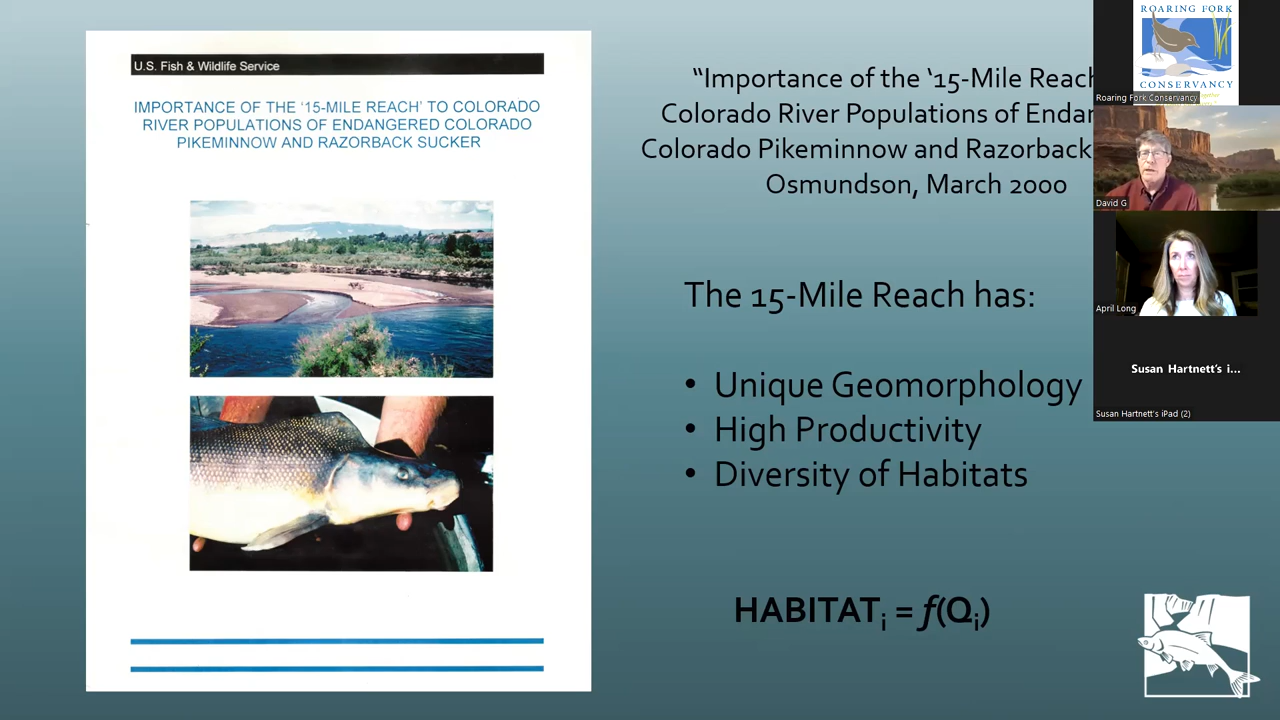 U.S. Fish & Wildlife Service
IMPORTANCE OF THE '15-MILE REACH' TO COLORADO
RIVER POPULATIONS OF ENDANGERED COLORADO
PIKEMINNOW AND RAZORBACK SUCKER
“Importance of the ‘15-Mile Reach
Colorado River Populations of Endan
Colorado Pikeminnow and Razorback
Osmundson, March 2000
The 15-Mile Reach has:
• Unique Geomorphology
• High Productivity
• Diversity of Habitats
HABITATi = f(Qi)
ROARING FORK
CONSERVANCY
Roaring Fork Conservancy
David G
April Long
Susan Hartnett's i...
Susan Hartnett's iPad (2)